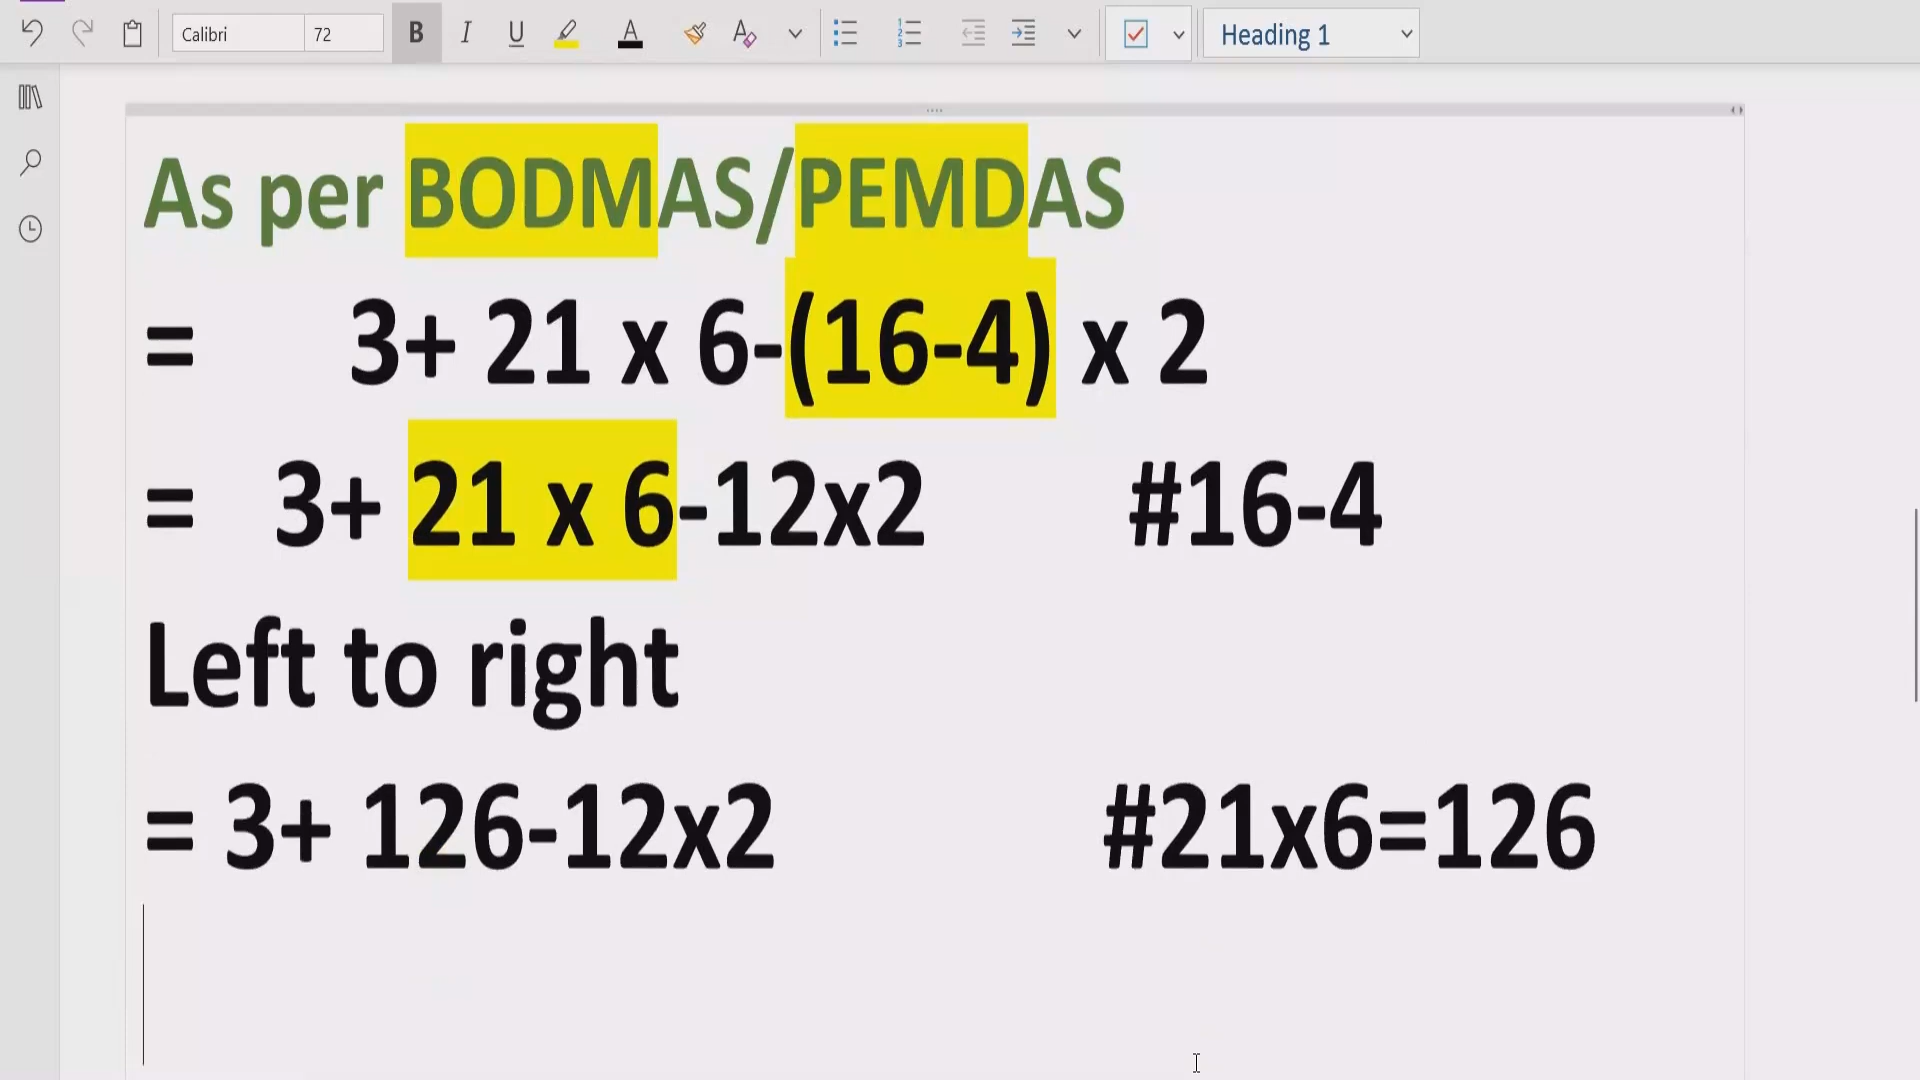 Calibri 72 B I U A A Heading 1
As per BODMAS/PEMDAS
= 3+ 21 x 6-(16-4) x 2
= 3+ 21 x 6-12x2 #16-4
Left to right
= 3+ 126-12x2 #21x6=126